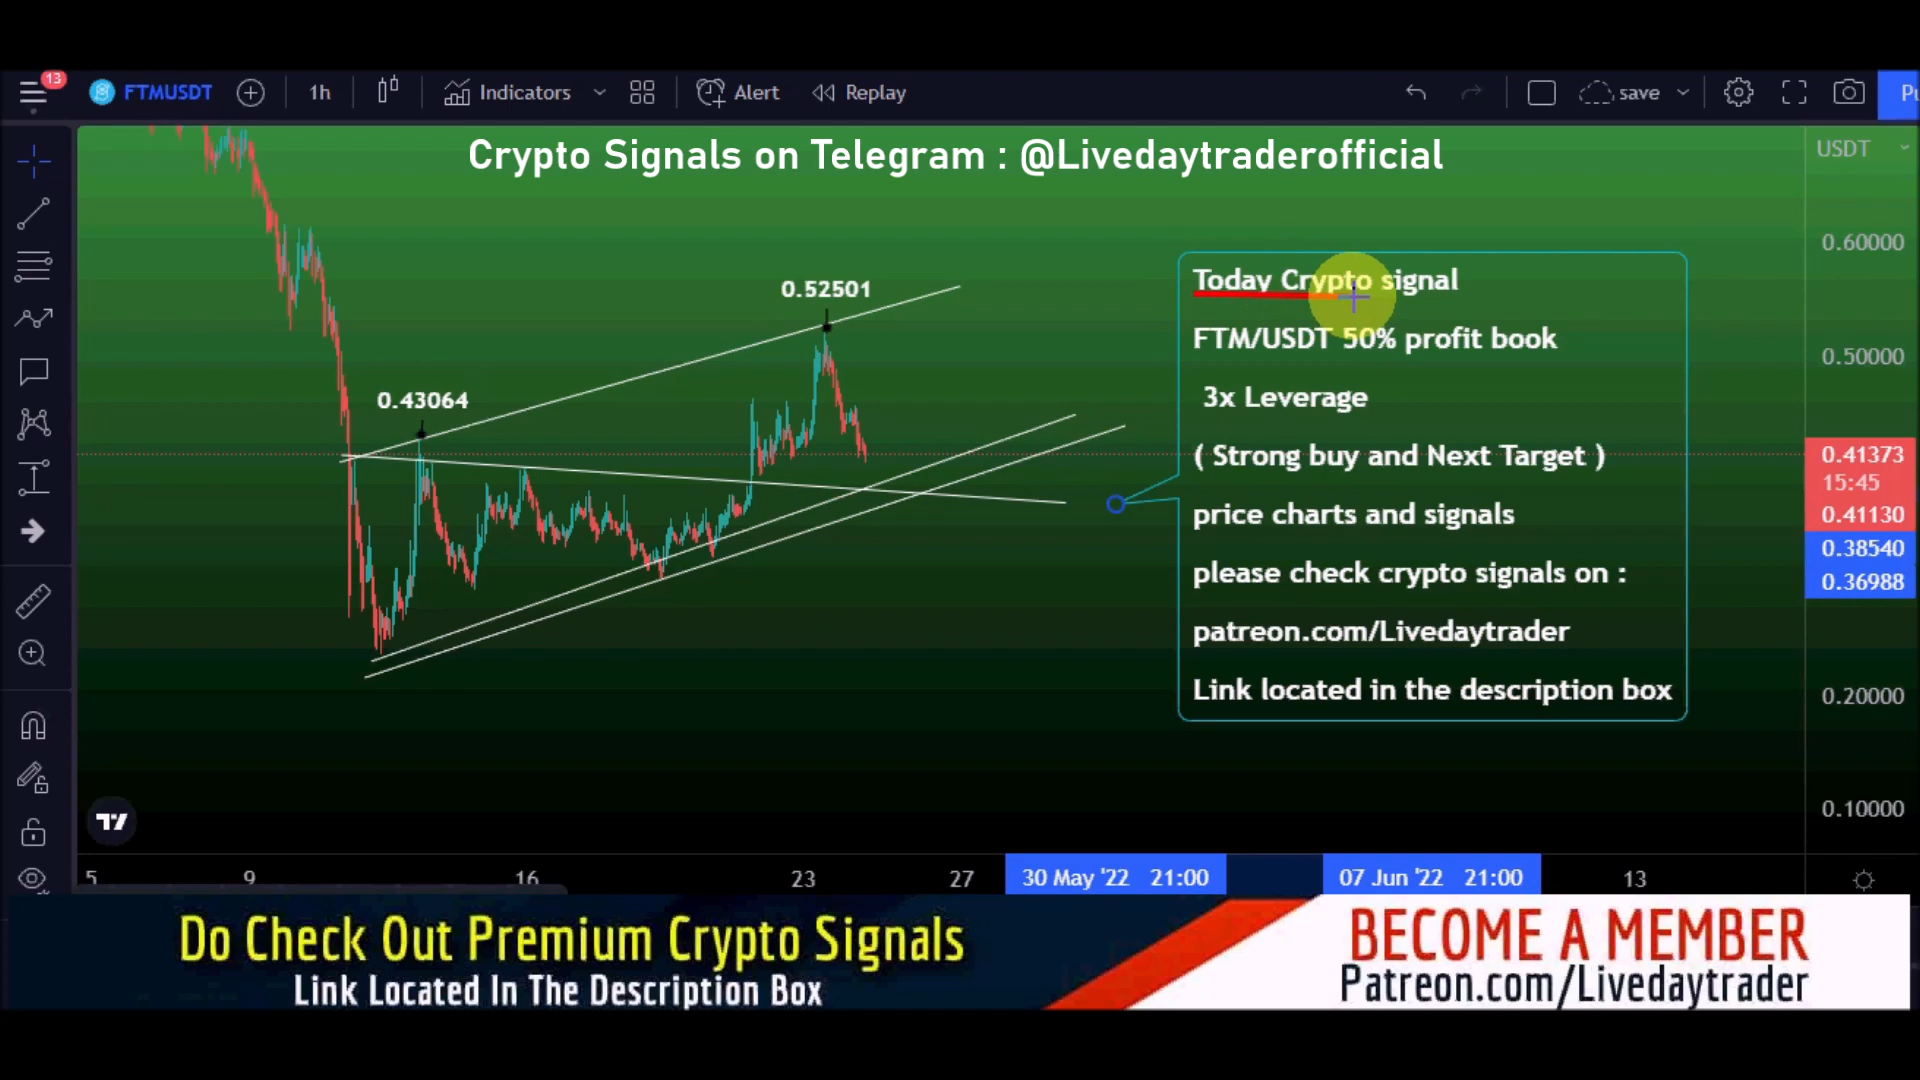 13
FTMUSDT
1h
Indicators
Alert
Replay
save
Crypto Signals on Telegram : @Livedaytraderofficial
USDT
0.60000
0.50000
0.41373
15:45
0.41130
0.38540
0.36988
0.20000
0.10000
0.52501
0.43064
Today Crypto signal
FTM/USDT 50% profit book
3x Leverage
( Strong buy and Next Target )
price charts and signals
please check crypto signals on :
patreon.com/Livedaytrader
Link located in the description box
5 9 16 23 27 30 May '22 21:00 07 Jun '22 21:00 13
Do Check Out Premium Crypto Signals
Link Located In The Description Box
BECOME A MEMBER
Patreon.com/Livedaytrader